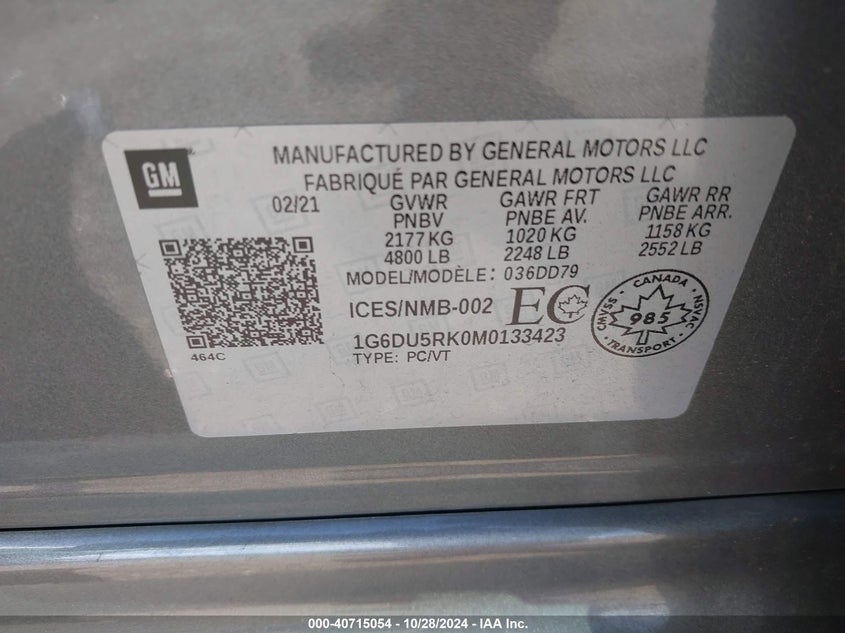 GM
MANUFACTURED BY GENERAL MOTORS LLC
FABRIQUÉ PAR GENERAL MOTORS LLC
02/21 GVWR GAWR FRT GAWR RR
PNBV PNBE AV. PNBE ARR.
2177 KG 1020 KG 1158 KG
4800 LB 2248 LB 2552 LB
MODEL/MODÈLE: 036DD79
ICES/NMB-002 EC
CANADA
CMVSS 985 NSVAC
TRANSPORT
464C
1G6DU5RK0M0133423
TYPE: PC/VT
000-40715054 - 10/28/2024 - IAA Inc.